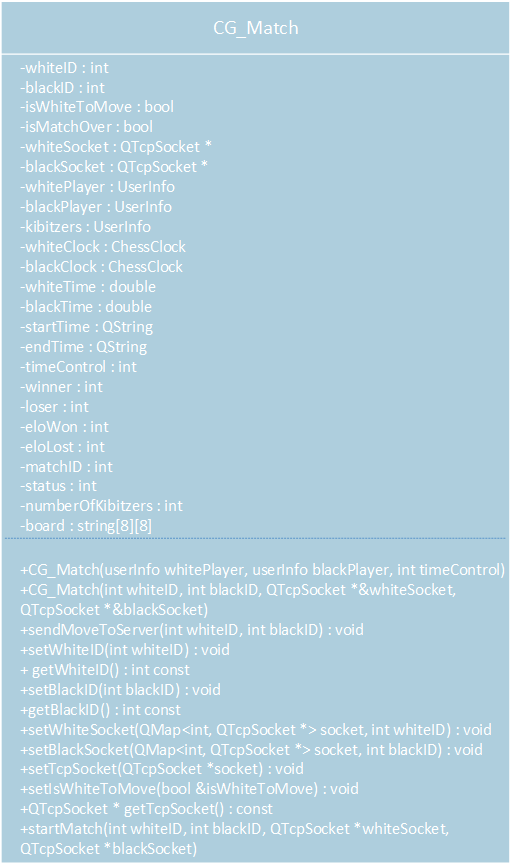 CG_Match
-whiteID : int
-blackID : int
-isWhiteToMove : bool
-isMatchOver : bool
-whiteSocket : QTcpSocket *
-blackSocket : QTcpSocket *
-whitePlayer : UserInfo
-blackPlayer : UserInfo
-kibitzers : UserInfo
-whiteClock : ChessClock
-blackClock : ChessClock
-whiteTime : double
-blackTime : double
-startTime : QString
-endTime : QString
-timeControl : int
-winner : int
-loser : int
-eloWon : int
-eloLost : int
-matchID : int
-status : int
-numberOfKibitzers : int
-board : string[8][8]
+CG_Match(userInfo whitePlayer, userInfo blackPlayer, int timeControl)
+CG_Match(int whiteID, int blackID, QTcpSocket *&whiteSocket,
QTcpSocket *&blackSocket)
+sendMoveToServer(int whiteID, int blackID) : void
+setWhiteID(int whiteID) : void
+ getWhiteID() : int const
+setBlackID(int blackID) : void
+getBlackID() : int const
+setWhiteSocket(QMap<int, QTcpSocket *> socket, int whiteID) : void
+setBlackSocket(QMap<int, QTcpSocket *> socket, int blackID) : void
+setTcpSocket(QTcpSocket *socket) : void
+setIsWhiteToMove(bool &isWhiteToMove) : void
+QTcpSocket * getTcpSocket() : const
+startMatch(int whiteID, int blackID, QTcpSocket *whiteSocket,
QTcpSocket *blackSocket)